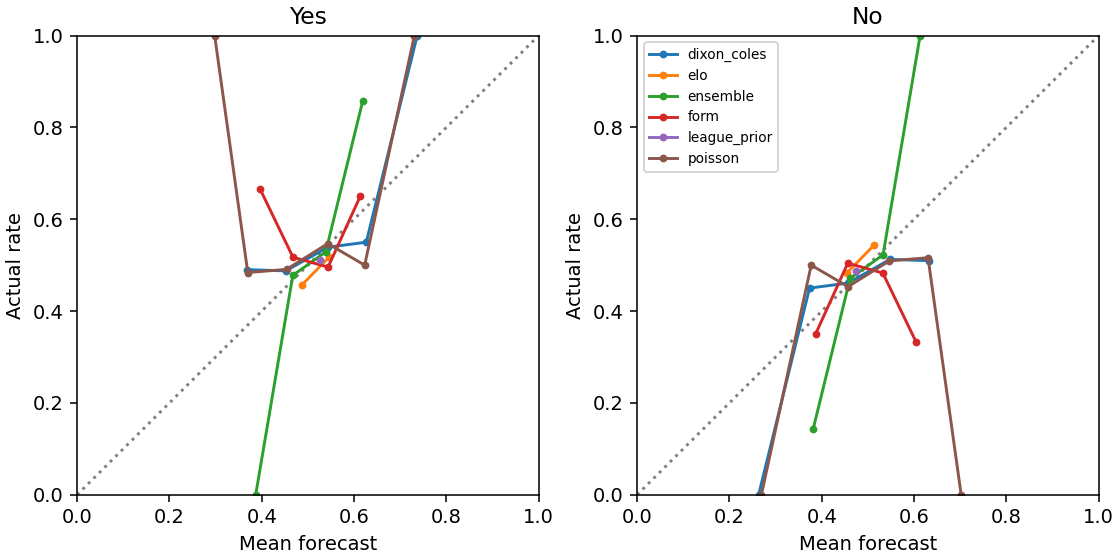 Yes
1.0
0.8
0.6
0.4
0.2
0.0
Actual rate
0.0 0.2 0.4 0.6 0.8 1.0
Mean forecast
No
dixon_coles
elo
ensemble
form
league_prior
poisson
1.0
0.8
0.6
0.4
0.2
0.0
Actual rate
0.0 0.2 0.4 0.6 0.8 1.0
Mean forecast